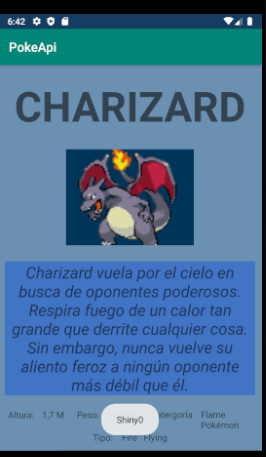 6:42
PokeApi
CHARIZARD
Charizard vuela por el cielo en
busca de oponentes poderosos.
Respira fuego de un calor tan
grande que derrite cualquier cosa.
Sin embargo, nunca vuelve su
aliento feroz a ningún oponente
más débil que él.
Altura: 1,7 M Peso: Flame
Pokémon
Shiny0
Tipo: Fire Flying